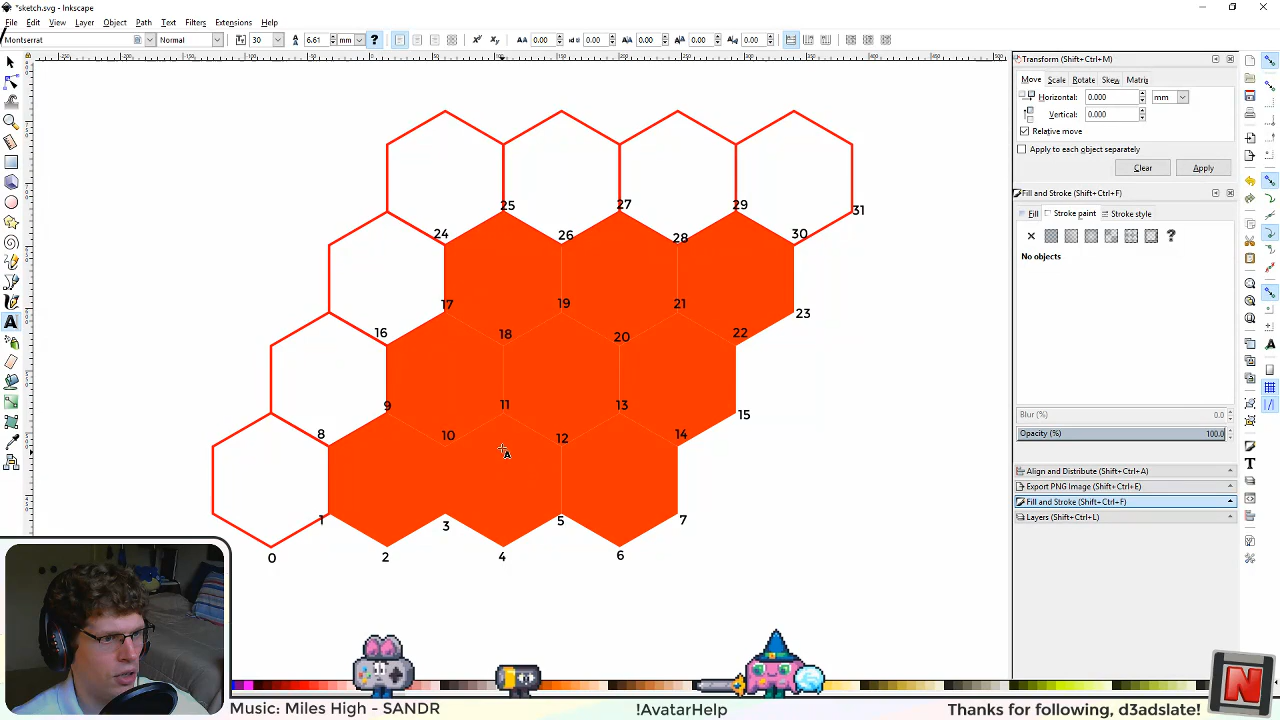 *sketch.svg - Inkscape
File Edit View Layer Object Path Text Filters Extensions Help
Montserrat Normal 30 6.61 mm 0.00 0.00 0.00 0.00 0.00
Transform (Shift+Ctrl+M)
Move Scale Rotate Skew Matrix
Horizontal: 0.000 mm
Vertical: 0.000
Relative move
Apply to each object separately
Clear Apply
Fill and Stroke (Shift+Ctrl+F)
Fill Stroke paint Stroke style
No objects
Blur (%) 0.0
Opacity (%) 100.0
Align and Distribute (Shift+Ctrl+A)
Export PNG Image (Shift+Ctrl+E)
Fill and Stroke (Shift+Ctrl+F)
Layers (Shift+Ctrl+L)
25 27 29 31
24 26 28 30
17 19 21 23
16 18 20 22
9 11 13 15
8 10 12 14
1 3 5 7
0 2 4 6
Music: Miles High - SANDR !AvatarHelp Thanks for following, d3adslate!
N